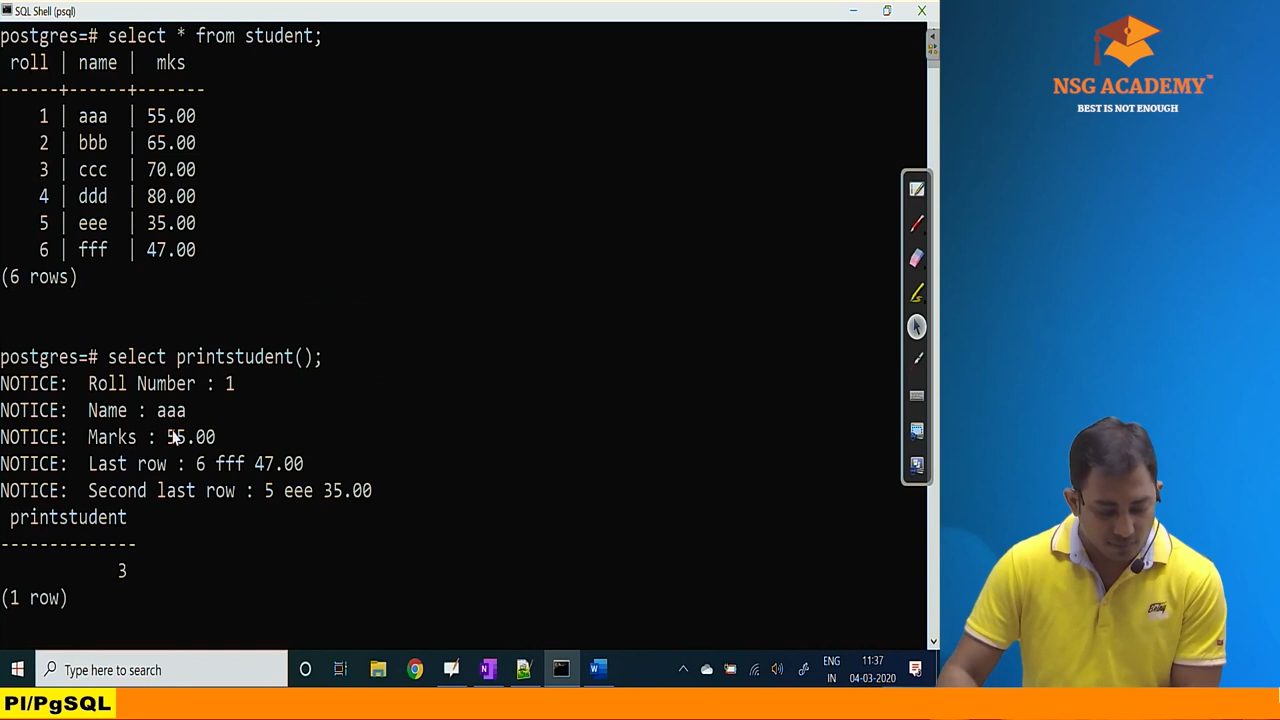 SQL Shell (psql)
postgres=# select * from student;
roll | name | mks
------+------+-------
1 | aaa | 55.00
2 | bbb | 65.00
3 | ccc | 70.00
4 | ddd | 80.00
5 | eee | 35.00
6 | fff | 47.00
(6 rows)
postgres=# select printstudent();
NOTICE: Roll Number : 1
NOTICE: Name : aaa
NOTICE: Marks : 55.00
NOTICE: Last row : 6 fff 47.00
NOTICE: Second last row : 5 eee 35.00
printstudent
--------------
3
(1 row)
NSG ACADEMY™
BEST IS NOT ENOUGH
Type here to search
ENG
IN
11:37
04-03-2020
Pl/PgSQL